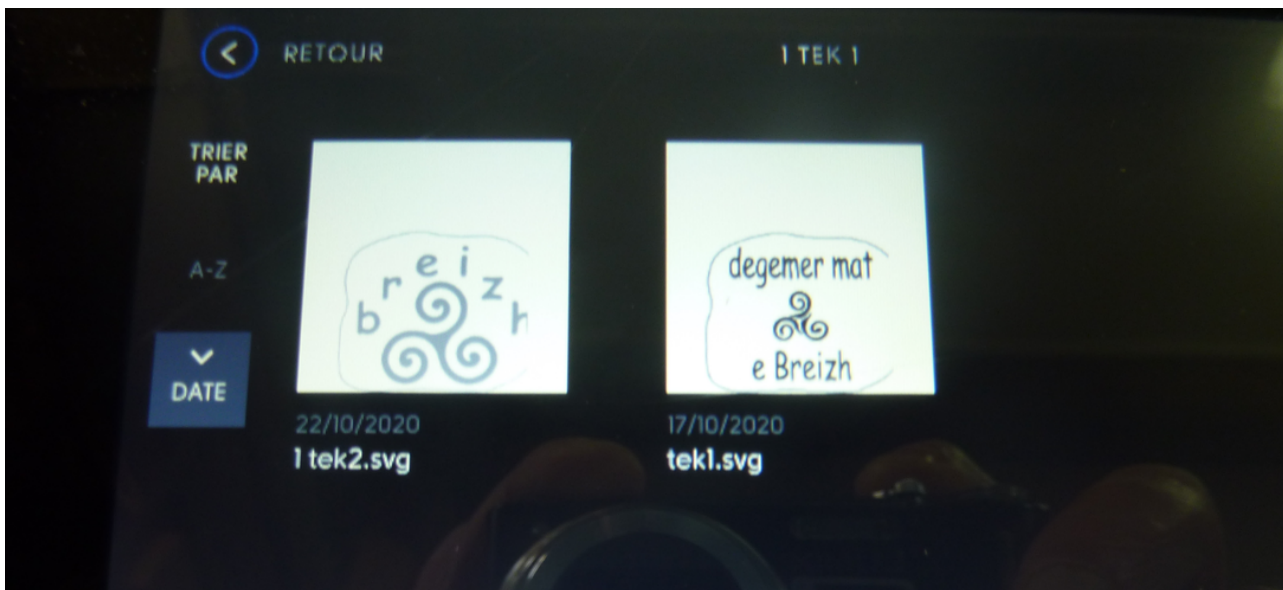 RETOUR
1 TEK 1
TRIER
PAR
A-Z
DATE
breizh
22/10/2020
1 tek2.svg
degemer mat
e Breizh
17/10/2020
tek1.svg